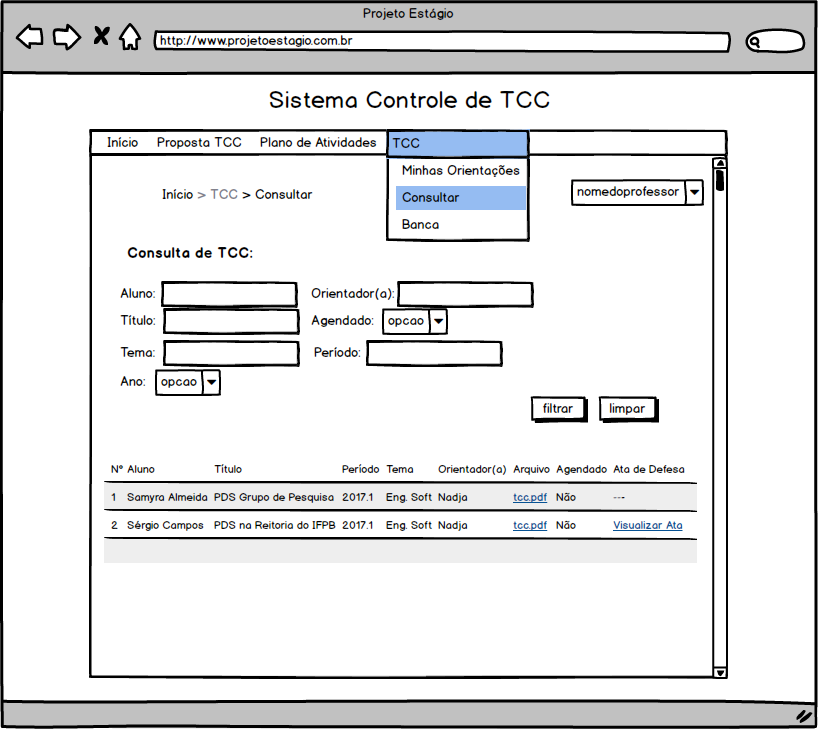 Projeto Estágio
http://www.projetoestagio.com.br
Sistema Controle de TCC
Início Proposta TCC Plano de Atividades TCC
Minhas Orientações
Início > TCC > Consultar Consultar nomedoprofessor
Banca
Consulta de TCC:
Aluno: Orientador(a):
Título: Agendado: opcao
Tema: Período:
Ano: opcao
filtrar limpar
Nº Aluno Título Período Tema Orientador(a) Arquivo Agendado Ata de Defesa
1 Samyra Almeida PDS Grupo de Pesquisa 2017.1 Eng. Soft Nadja tcc.pdf Não ---
2 Sérgio Campos PDS na Reitoria do IFPB 2017.1 Eng. Soft Nadja tcc.pdf Não Visualizar Ata